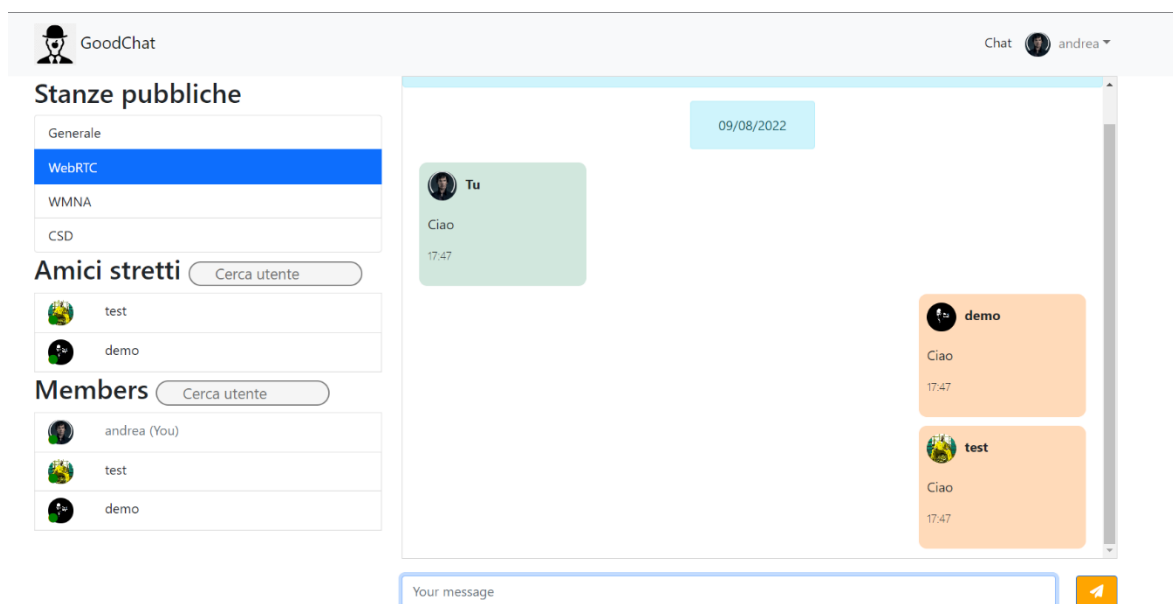 GoodChat
Chat andrea
Stanze pubbliche
Generale
WebRTC
WMNA
CSD
Amici stretti Cerca utente
test
demo
Members Cerca utente
andrea (You)
test
demo
09/08/2022
Tu
Ciao
17:47
demo
Ciao
17:47
test
Ciao
17:47
Your message